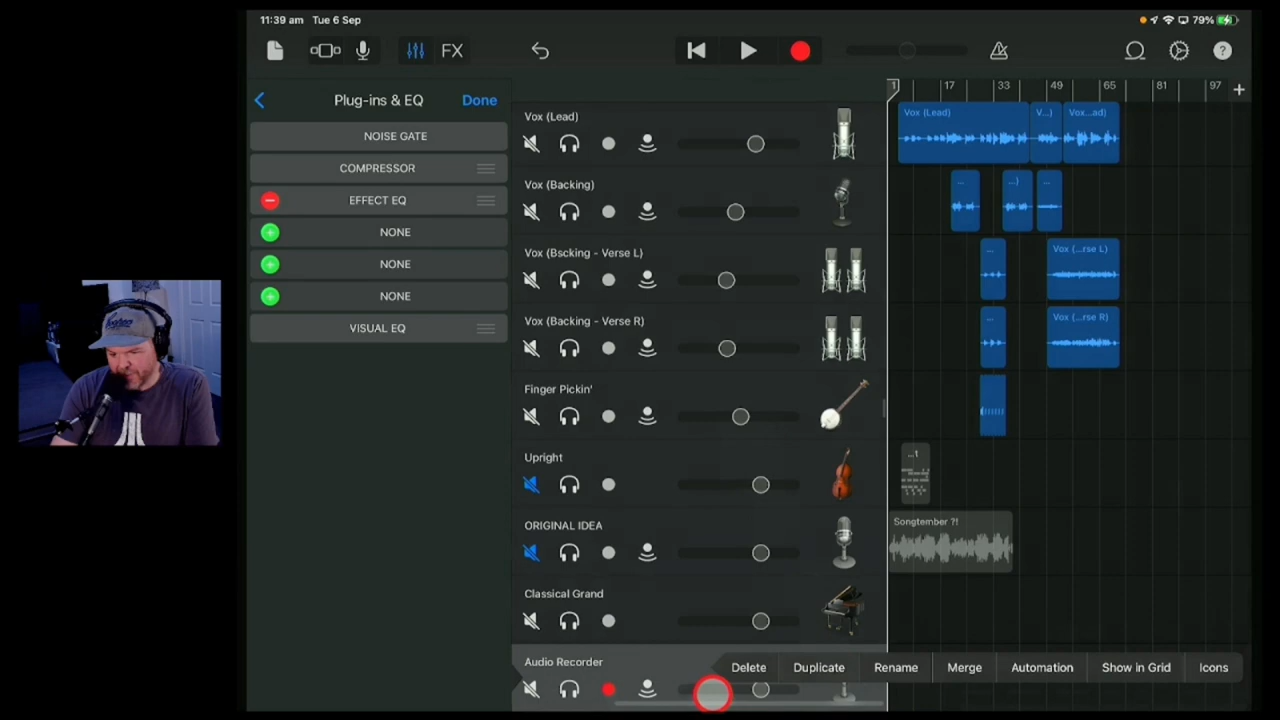 11:39 am Tue 6 Sep
79%
FX
Plug-ins & EQ
Done
NOISE GATE
COMPRESSOR
EFFECT EQ
NONE
NONE
NONE
VISUAL EQ
1 17 33 49 65 81 97
Vox (Lead)
Vox (Backing)
Vox (Bscking - Verse L)
Vox (Backing - Verse R)
Finger Pickin'
Upright
ORIGINAL IDEA
Classical Grand
Audio Recorder
Vox (Lead)
V...)
Vox...ad)
...
...)
...
...
Vox (...rse L)
...
Vox (...rse R)
...1
Songtember ?!
Delete
Duplicate
Rename
Merge
Automation
Show in Grid
Icons